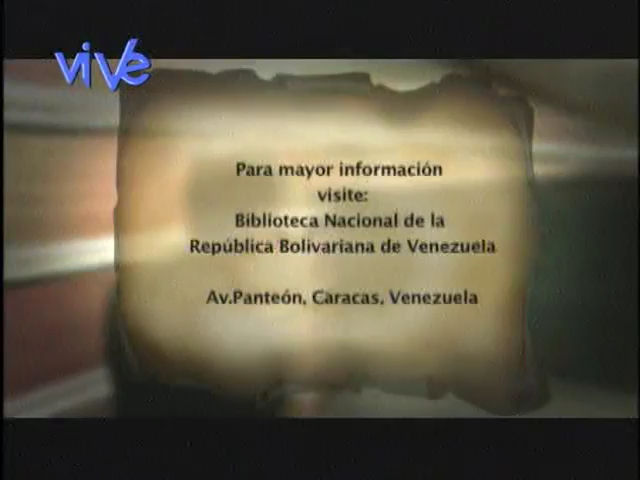 vive
Para mayor información
visite:
Biblioteca Nacional de la
República Bolivariana de Venezuela
Av.Panteón, Caracas, Venezuela